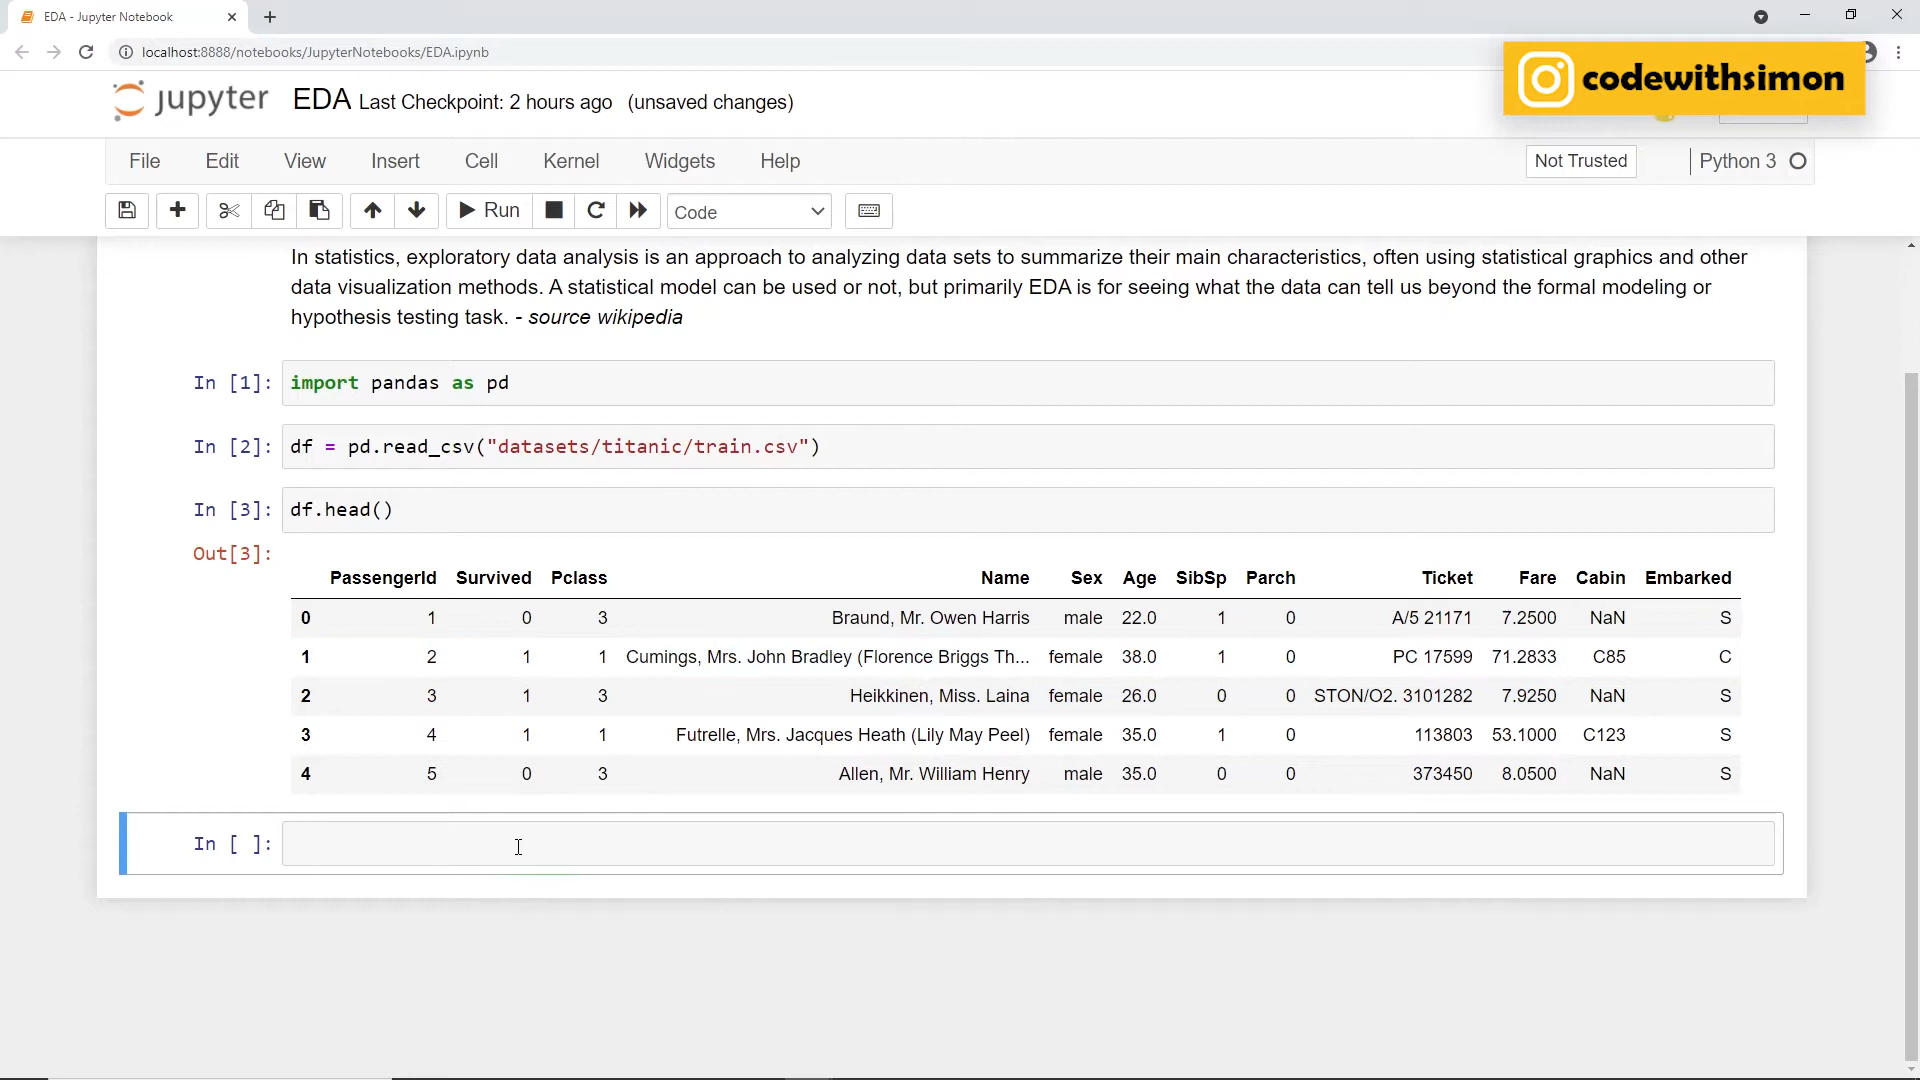 EDA - Jupyter Notebook
localhost:8888/notebooks/JupyterNotebooks/EDA.ipynb
codewithsimon
jupyter EDA Last Checkpoint: 2 hours ago (unsaved changes)
File Edit View Insert Cell Kernel Widgets Help Not Trusted Python 3
Run Code
In statistics, exploratory data analysis is an approach to analyzing data sets to summarize their main characteristics, often using statistical graphics and other
data visualization methods. A statistical model can be used or not, but primarily EDA is for seeing what the data can tell us beyond the formal modeling or
hypothesis testing task. - source wikipedia
In [1]: import pandas as pd
In [2]: df = pd.read_csv("datasets/titanic/train.csv")
In [3]: df.head()
Out[3]:
PassengerId Survived Pclass Name Sex Age SibSp Parch Ticket Fare Cabin Embarked
0 1 0 3 Braund, Mr. Owen Harris male 22.0 1 0 A/5 21171 7.2500 NaN S
1 2 1 1 Cumings, Mrs. John Bradley (Florence Briggs Th... female 38.0 1 0 PC 17599 71.2833 C85 C
2 3 1 3 Heikkinen, Miss. Laina female 26.0 0 0 STON/O2. 3101282 7.9250 NaN S
3 4 1 1 Futrelle, Mrs. Jacques Heath (Lily May Peel) female 35.0 1 0 113803 53.1000 C123 S
4 5 0 3 Allen, Mr. William Henry male 35.0 0 0 373450 8.0500 NaN S
In [ ]: